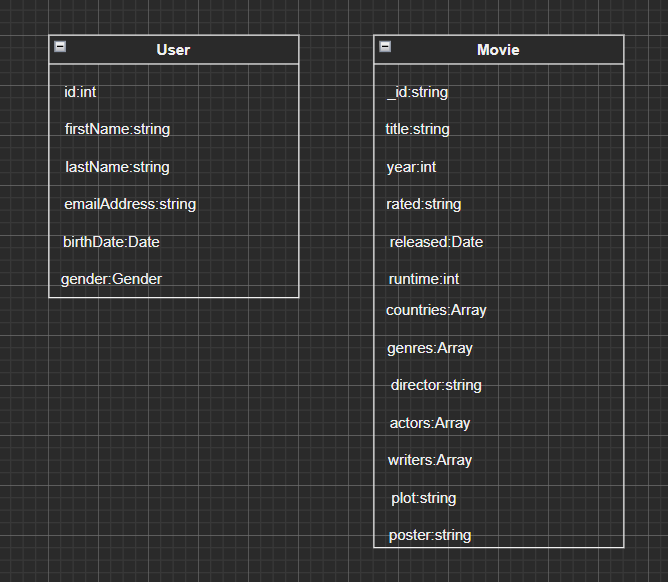 User
id:int
firstName:string
lastName:string
emailAddress:string
birthDate:Date
gender:Gender
Movie
_id:string
title:string
year:int
rated:string
released:Date
runtime:int
countries:Array
genres:Array
director:string
actors:Array
writers:Array
plot:string
poster:string